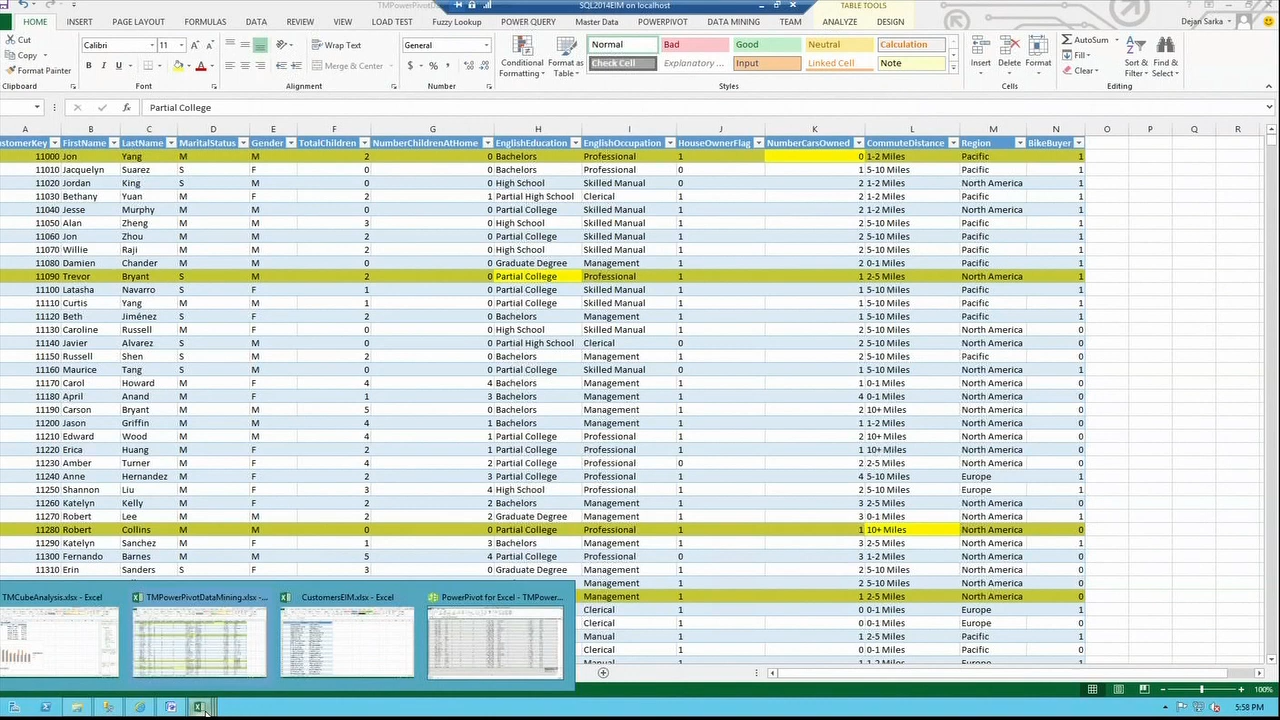 TMPowerPivotDa
SQL2014EIM on localhost
TABLE TOOLS
HOME INSERT PAGE LAYOUT FORMULAS DATA REVIEW VIEW LOAD TEST Fuzzy Lookup POWER QUERY Master Data POWERPIVOT DATA MINING TEAM ANALYZE DESIGN Dejan Sarka
Cut
Copy
Format Painter
Clipboard
Calibri 11
B I U
Font
Wrap Text
Merge & Center
Alignment
General
$ % ,
Number
Conditional Formatting
Format as Table
Normal Bad Good Neutral Calculation
Check Cell Explanatory ... Input Linked Cell Note
Styles
Insert Delete Format
Cells
AutoSum
Fill
Clear
Sort & Filter
Find & Select
Editing
fx Partial College
A B C D E F G H I J K L M N O P Q R
stomerKey FirstName LastName MaritalStatus Gender TotalChildren NumberChildrenAtHome EnglishEducation EnglishOccupation HouseOwnerFlag NumberCarsOwned CommuteDistance Region BikeBuyer
11000 Jon Yang M M 2 0 Bachelors Professional 1 0 1-2 Miles Pacific 1
11010 Jacquelyn Suarez S F 0 0 Bachelors Professional 0 1 5-10 Miles Pacific 1
11020 Jordan King S M 0 0 High School Skilled Manual 0 2 1-2 Miles North America 1
11030 Bethany Yuan M F 2 1 Partial High School Clerical 1 2 1-2 Miles Pacific 1
11040 Jesse Murphy M M 0 0 Partial College Skilled Manual 1 2 1-2 Miles North America 1
11050 Alan Zheng M M 3 0 High School Skilled Manual 1 2 5-10 Miles Pacific 1
11060 Jon Zhou M M 2 0 Partial College Skilled Manual 1 2 5-10 Miles Pacific 1
11070 Willie Raji M M 2 0 High School Skilled Manual 1 2 5-10 Miles Pacific 1
11080 Damien Chander M M 0 0 Graduate Degree Management 1 2 0-1 Miles Pacific 1
11090 Trevor Bryant S M 2 0 Partial College Professional 1 1 2-5 Miles North America 1
11100 Latasha Navarro S F 1 0 Partial College Skilled Manual 1 1 5-10 Miles Pacific 1
11110 Curtis Yang M M 1 0 Partial College Skilled Manual 1 2 5-10 Miles Pacific 1
11120 Beth Jiménez S F 2 0 Bachelors Management 1 2 5-10 Miles Pacific 1
11130 Caroline Russell M F 0 0 High School Skilled Manual 1 2 5-10 Miles North America 0
11140 Javier Alvarez S M 0 0 Partial High School Clerical 0 2 5-10 Miles North America 0
11150 Russell Shen S M 2 0 Bachelors Management 1 2 5-10 Miles Pacific 1
11160 Maurice Tang S M 0 0 Partial College Skilled Manual 0 1 5-10 Miles North America 1
11170 Carol Howard M F 4 4 Bachelors Management 1 1 0-1 Miles North America 0
11180 April Anand M F 1 3 Bachelors Management 1 4 0-1 Miles North America 0
11190 Carson Bryant M M 5 0 Bachelors Management 1 2 10+ Miles North America 0
11200 Jason Griffin M M 4 1 Bachelors Management 1 1 1-2 Miles North America 0
11210 Edward Wood M M 4 1 Partial College Professional 1 2 10+ Miles North America 0
11220 Erica Huang M F 2 1 Partial College Professional 1 1 10+ Miles North America 0
11230 Amber Turner M F 4 2 Partial College Professional 0 2 2-5 Miles North America 0
11240 Anne Hernandez M F 2 3 Partial College Professional 1 4 5-10 Miles Europe 1
11250 Shannon Liu M F 3 4 High School Professional 1 2 5-10 Miles Europe 1
11260 Katelyn Kelly M F 2 2 Bachelors Management 1 3 2-5 Miles North America 0
11270 Robert Lee M M 2 2 Graduate Degree Management 1 3 0-1 Miles North America 1
11280 Robert Collins M M 0 0 Partial College Professional 1 1 10+ Miles North America 0
11290 Katelyn Sanchez M F 1 3 Bachelors Management 1 3 2-5 Miles North America 1
11300 Fernando Barnes M M 5 4 Partial College Professional 0 3 1-2 Miles North America 1
11310 Erin Sanders S F 3 0 Graduate Degree Management 1 2 5-10 Miles North America 1
Management 1 2 5-10 Miles North America 0
Management 1 1 2-5 Miles North America 0
Clerical 1 0 0-1 Miles Europe 1
Clerical 1 0 0-1 Miles Europe 0
Manual 1 1 2-5 Miles Pacific 1
Clerical 1 0 0-1 Miles Pacific 0
Manual 1 1 1-2 Miles Europe 0
TMCubeAnalysis.xlsx - Excel
TMPowerPivotDataMining.xlsx -...
CustomersEIM.xlsx - Excel
PowerPivot for Excel - TMPower...
100%
5:58 PM